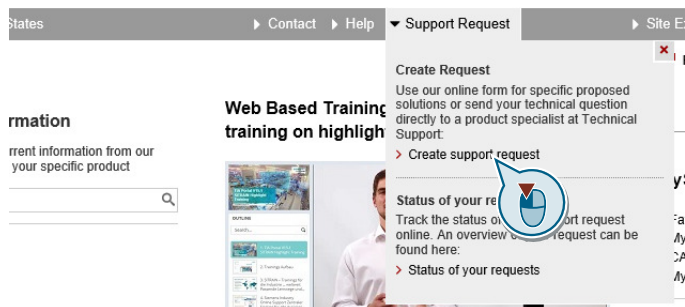 States
Contact
Help
Support Request
Site E
Create Request
Use our online form for specific proposed
solutions or send your technical question
directly to a product specialist at Technical
Support:
Create support request
Status of your re
Track the status o ort request
online. An overview request can be
found here:
Status of your requests
rmation
rrent information from our
your specific product
Web Based Training
training on highligh
OUTLINE
Search...
yS
Fa
My
CA
My